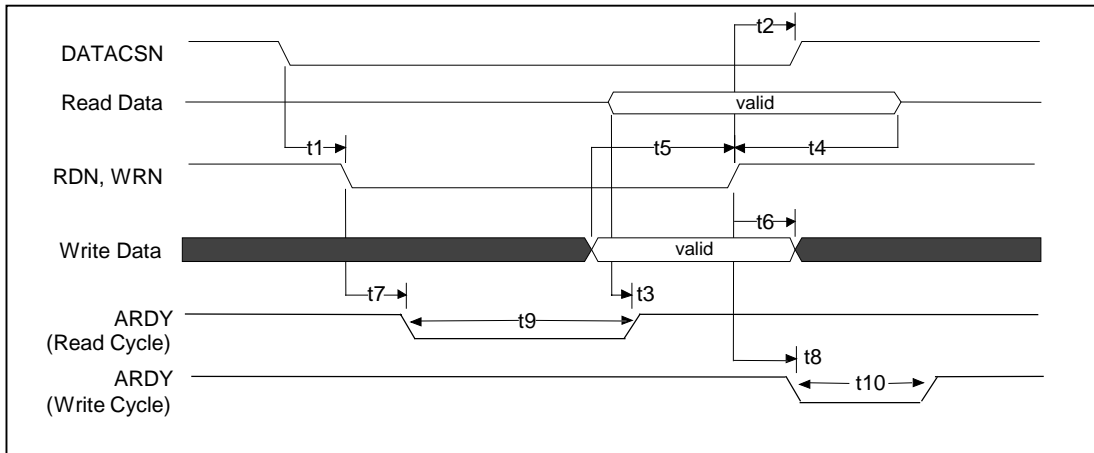 t2
DATACSN
Read Data
valid
t1
t5
t4
RDN, WRN
t6
Write Data
valid
t7
t3
ARDY
t9
(Read Cycle)
t8
ARDY
t10
(Write Cycle)